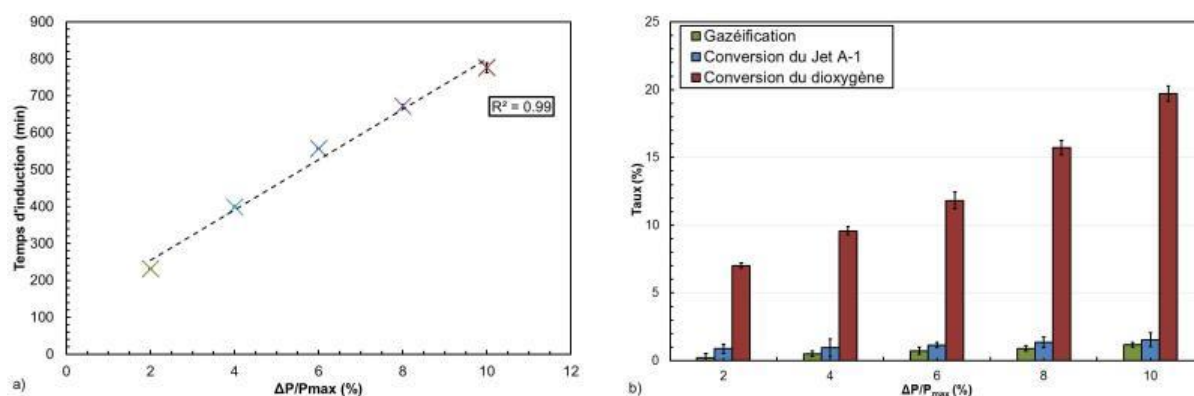 900
800
700
600
500
400
300
200
100
0
Temps d'induction (min)
R² = 0.99
0 2 4 6 8 10 12
ΔP/Pmax (%)
a)
25
20
15
10
5
0
Taux (%)
Gazéification
Conversion du Jet A-1
Conversion du dioxygène
2 4 6 8 10
ΔP/Pmax (%)
b)